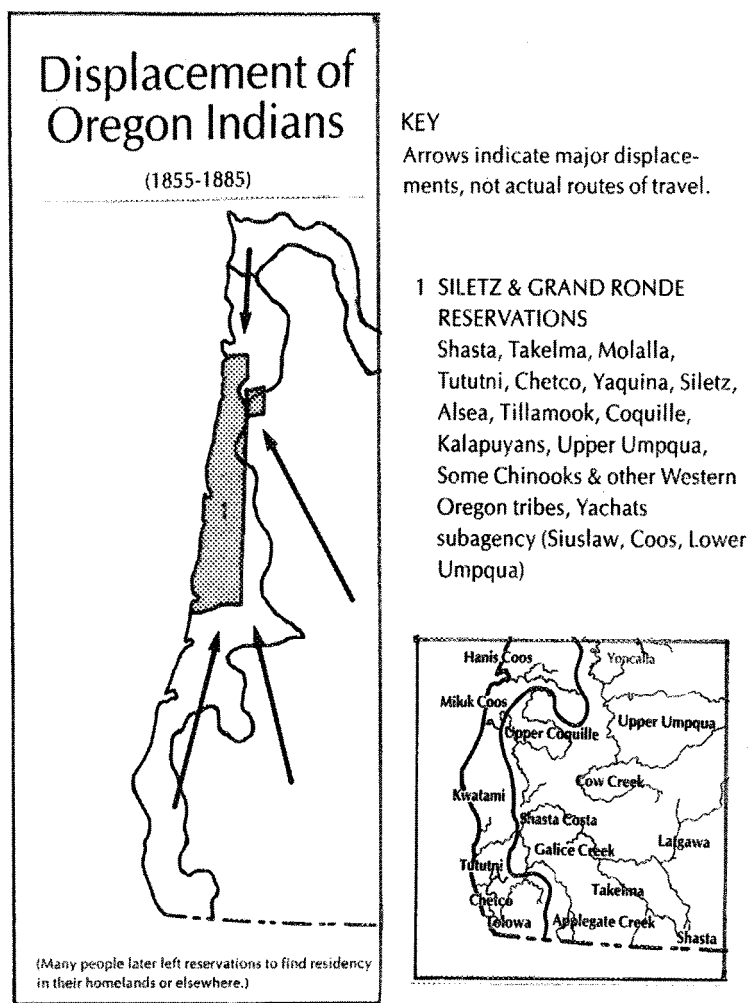 Displacement of
Oregon Indians
(1855-1885)
(Many people later left reservations to find residency
in their homelands or elsewhere.)
KEY
Arrows indicate major displace-
ments, not actual routes of travel.
1 SILETZ & GRAND RONDE
RESERVATIONS
Shasta, Takelma, Molalla,
Tututni, Chetco, Yaquina, Siletz,
Alsea, Tillamook, Coquille,
Kalapuyans, Upper Umpqua,
Some Chinooks & other Western
Oregon tribes, Yachats
subagency (Siuslaw, Coos, Lower
Umpqua)
Hanis Coos
Yoncalla
Miluk Coos
Upper Umpqua
Upper Coquille
Cow Creek
Kwatami
Shasta Costa
Latgawa
Galice Creek
Tututni
Takelma
Chetco
Tolowa
Applegate Creek
Shasta